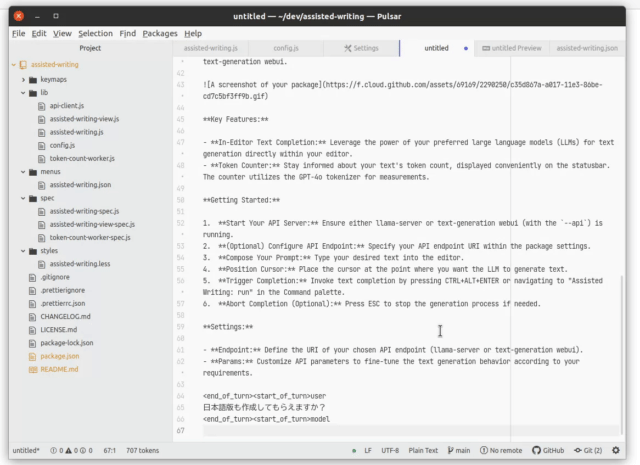 untitled — ~/dev/assisted-writing — Pulsar
File Edit View Selection Find Packages Help
Project
assisted-writing.js
config.js
Settings
untitled
untitled Preview
assisted-writing.json
assisted-writing
keymaps
lib
api-client.js
assisted-writing-view.js
assisted-writing.js
config.js
token-count-worker.js
menus
assisted-writing.json
spec
assisted-writing-spec.js
assisted-writing-view-spec.js
token-count-worker-spec.js
styles
assisted-writing.less
.gitignore
.prettierignore
.prettierrc.json
CHANGELOG.md
LICENSE.md
package-lock.json
package.json
README.md
text-generation webui.
42
43 ![A screenshot of your package](https://f.cloud.github.com/assets/69169/2290250/c35d867a-a017-11e3-86be-
cd7c5bf3ff9b.gif)
44
45 **Key Features:**
46
47 - **In-Editor Text Completion:** Leverage the power of your preferred large language models (LLMs) for text
generation directly within your editor.
48 - **Token Counter:** Stay informed about your text's token count, displayed conveniently on the statusbar.
The counter utilizes the GPT-4o tokenizer for measurements.
49
50 **Getting Started:**
51
52 1. **Start Your API Server:** Ensure either llama-server or text-generation webui (with the `--api`) is
running.
53 2. **(Optional) Configure API Endpoint:** Specify your API endpoint URI within the package settings.
54 3. **Compose Your Prompt:** Type your desired text into the editor.
55 4. **Position Cursor:** Place the cursor at the point where you want the LLM to generate text.
56 5. **Trigger Completion:** Invoke text completion by pressing CTRL+ALT+ENTER or navigating to "Assisted
Writing: run" in the Command palette.
57 6. **Abort Completion (Optional):** Press ESC to stop the generation process if needed.
58
59 **Settings:**
60
61 - **Endpoint:** Define the URI of your chosen API endpoint (llama-server or text-generation webui).
62 - **Params:** Customize API parameters to fine-tune the text generation behavior according to your
requirements.
63
64 <end_of_turn><start_of_turn>user
65 日本語版も作成してもらえますか？
66 <end_of_turn><start_of_turn>model
67
untitled* 0 0 0 67:1 707 tokens
LF UTF-8 Plain Text main No remote GitHub Git (2)